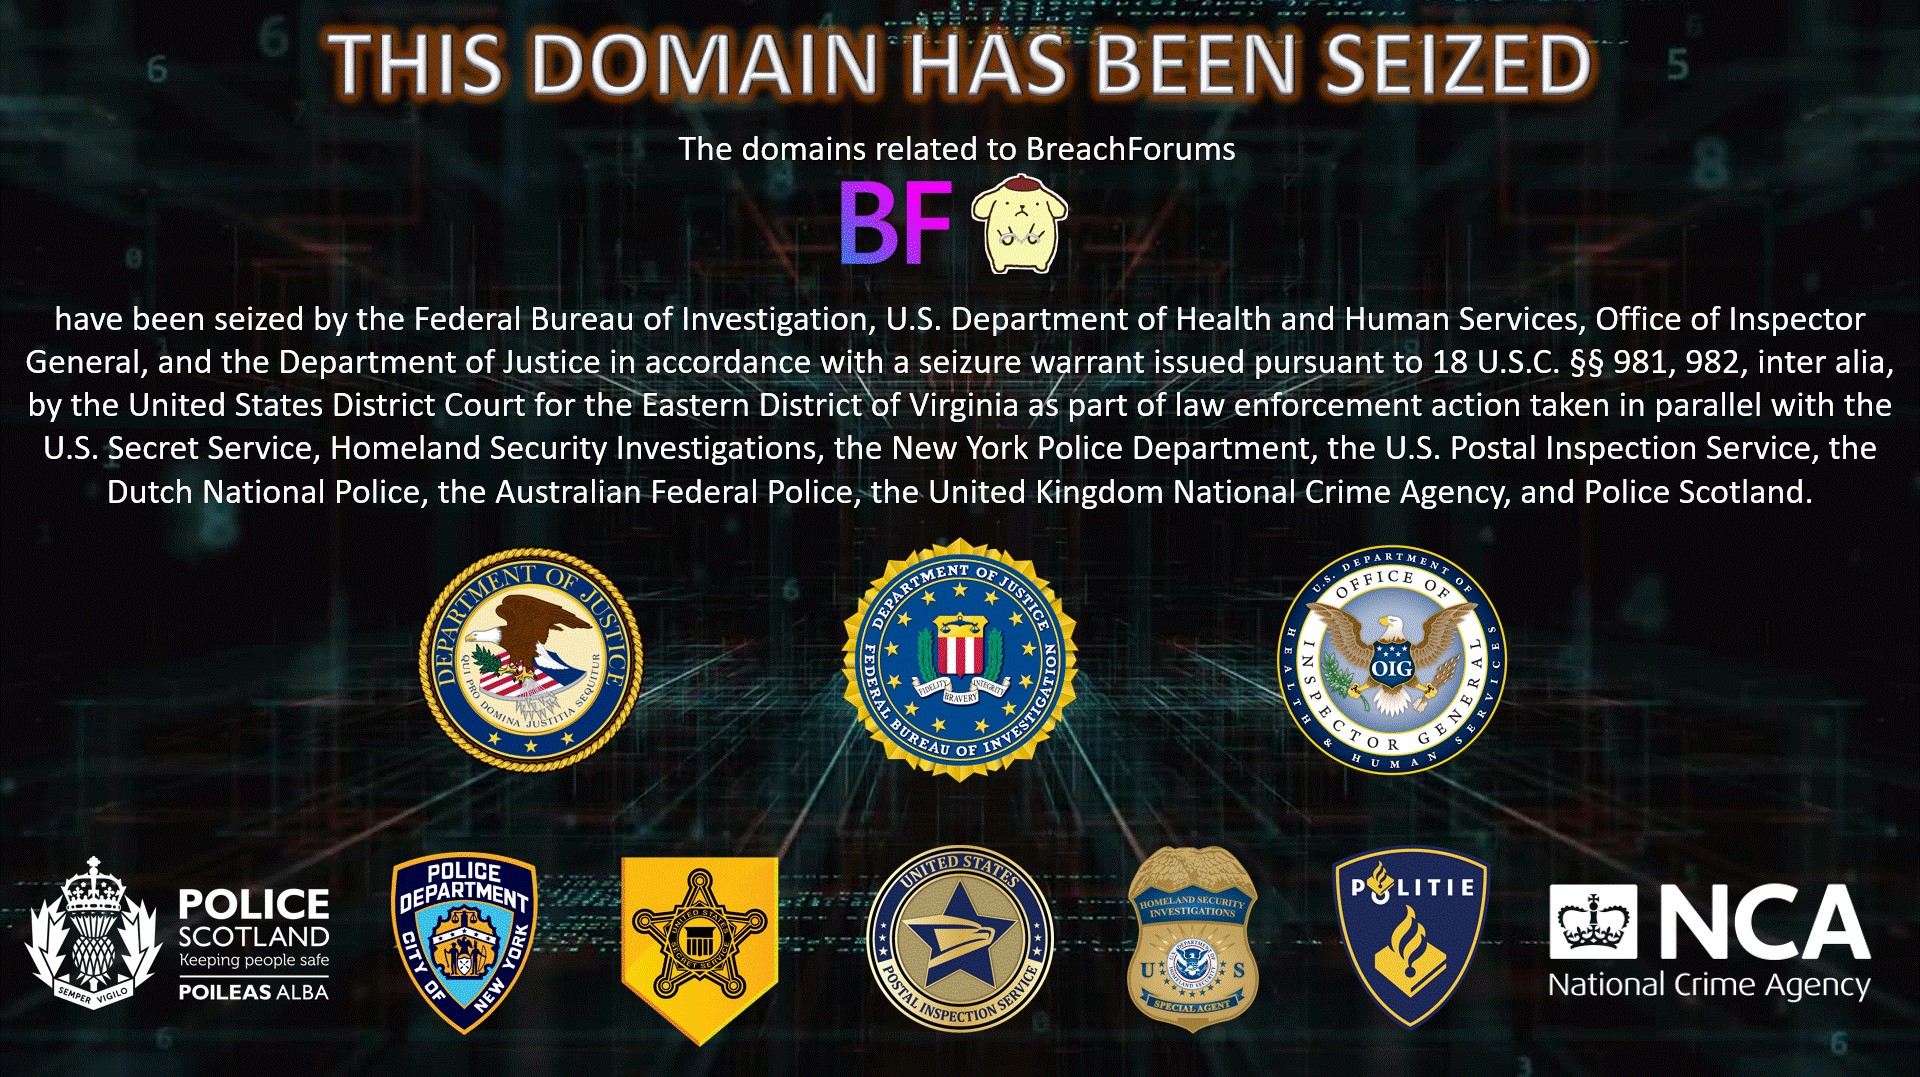 THIS DOMAIN HAS BEEN SEIZED
The domains related to BreachForums
BF
have been seized by the Federal Bureau of Investigation, U.S. Department of Health and Human Services, Office of Inspector
General, and the Department of Justice in accordance with a seizure warrant issued pursuant to 18 U.S.C. §§ 981, 982, inter alia,
by the United States District Court for the Eastern District of Virginia as part of law enforcement action taken in parallel with the
U.S. Secret Service, Homeland Security Investigations, the New York Police Department, the U.S. Postal Inspection Service, the
Dutch National Police, the Australian Federal Police, the United Kingdom National Crime Agency, and Police Scotland.
DEPARTMENT OF JUSTICE
QUI PRO DOMINA JUSTITIA SEQUITUR
DEPARTMENT OF JUSTICE
FEDERAL BUREAU OF INVESTIGATION
FIDELITY BRAVERY INTEGRITY
U.S. DEPARTMENT OF
HEALTH & HUMAN SERVICES
OFFICE OF
INSPECTOR GENERAL
OIG
SEMPER VIGILO
POLICE
SCOTLAND
Keeping people safe
POILEAS ALBA
POLICE
DEPARTMENT
CITY OF
NEW YORK
UNITED STATES
SECRET SERVICE
UNITED STATES
POSTAL INSPECTION SERVICE
HOMELAND SECURITY
INVESTIGATIONS
U S
SPECIAL AGENT
POLITIE
NCA
National Crime Agency